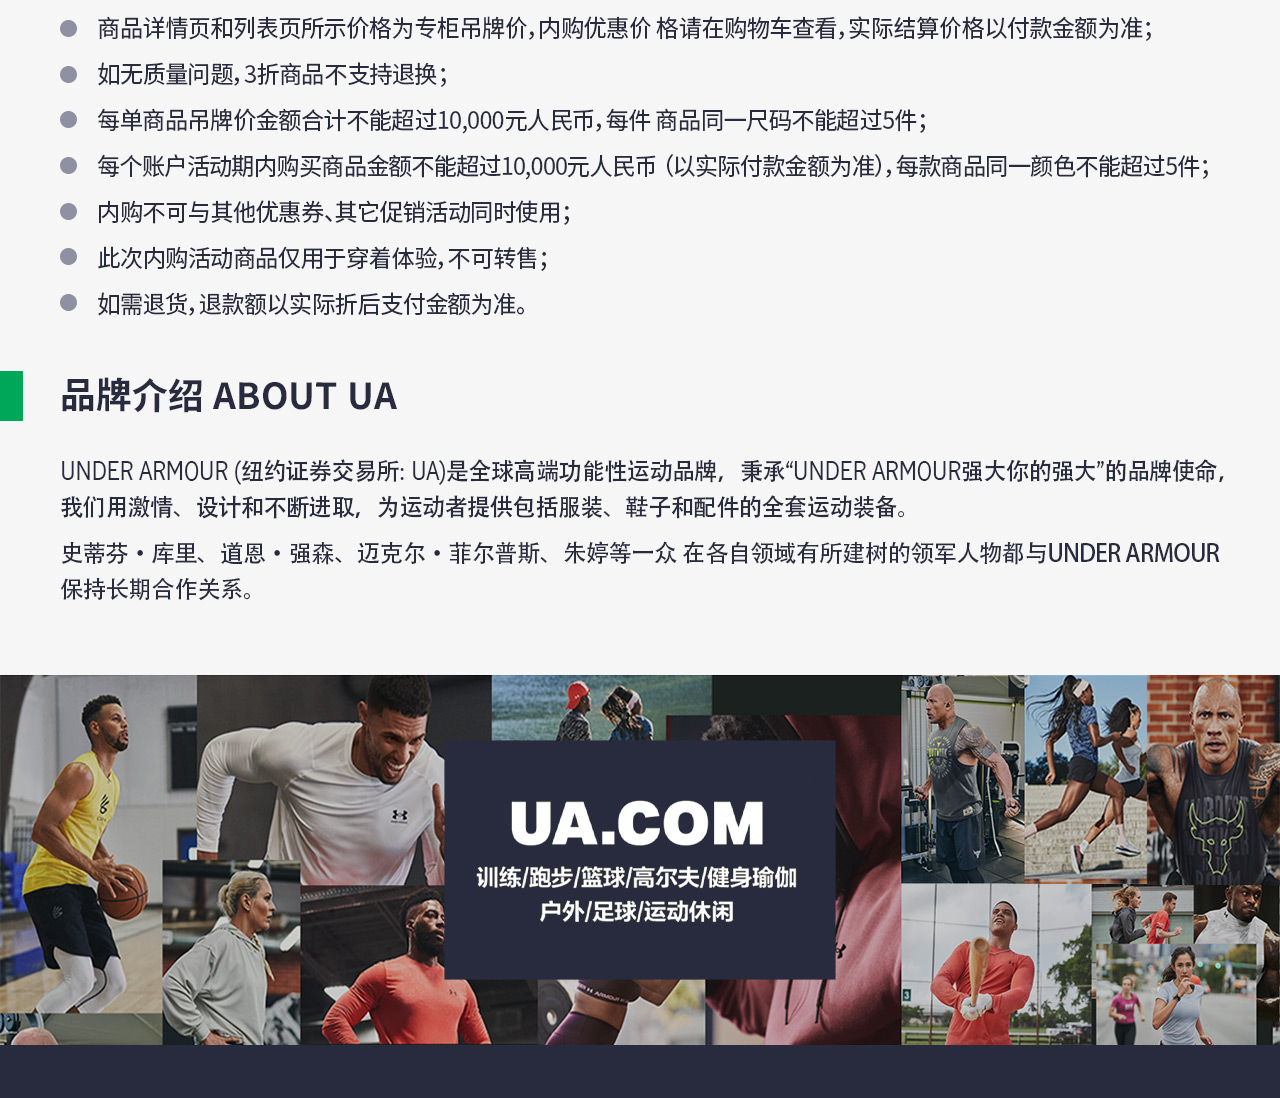 商品详情页和列表页所示价格为专柜吊牌价，内购优惠价 格请在购物车查看，实际结算价格以付款金额为准；
如无质量问题，3折商品不支持退换；
每单商品吊牌价金额合计不能超过10,000元人民币，每件 商品同一尺码不能超过5件；
每个账户活动期内购买商品金额不能超过10,000元人民币（以实际付款金额为准），每款商品同一颜色不能超过5件；
内购不可与其他优惠券、其它促销活动同时使用；
此次内购活动商品仅用于穿着体验，不可转售；
如需退货，退款额以实际折后支付金额为准。
品牌介绍 ABOUT UA
UNDER ARMOUR (纽约证券交易所: UA)是全球高端功能性运动品牌，秉承“UNDER ARMOUR强大你的强大”的品牌使命，
我们用激情、设计和不断进取，为运动者提供包括服装、鞋子和配件的全套运动装备。
史蒂芬·库里、道恩·强森、迈克尔·菲尔普斯、朱婷等一众 在各自领域有所建树的领军人物都与UNDER ARMOUR
保持长期合作关系。
UA.COM
训练/跑步/篮球/高尔夫/健身瑜伽
户外/足球/运动休闲